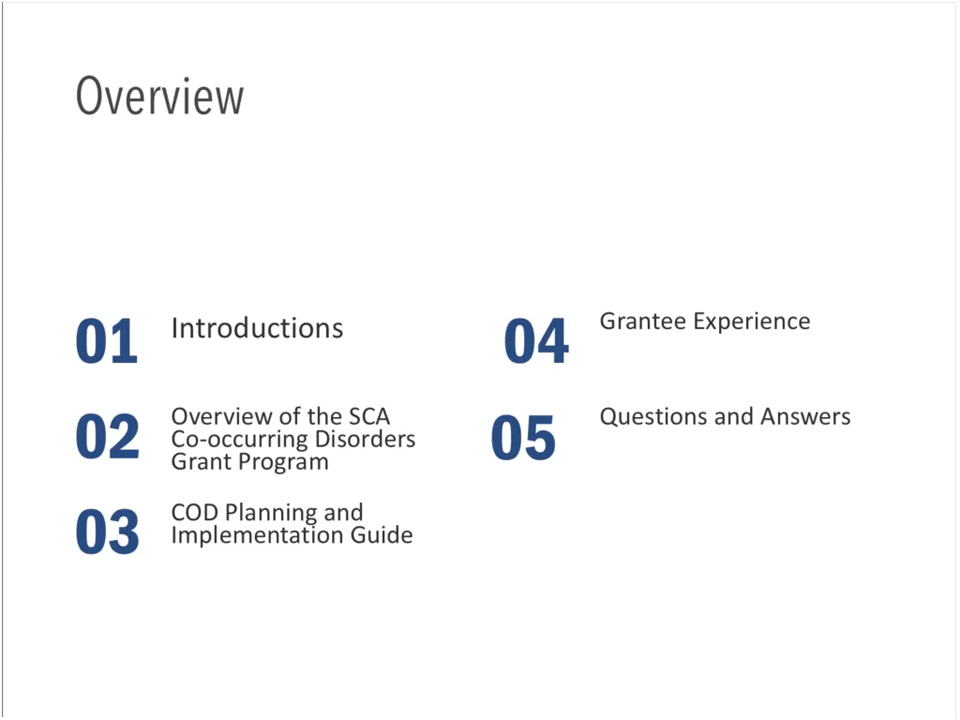 Overview
01
Introductions
02
Overview of the SCA
Co-occurring Disorders
Grant Program
03
COD Planning and
Implementation Guide
04
Grantee Experience
05
Questions and Answers